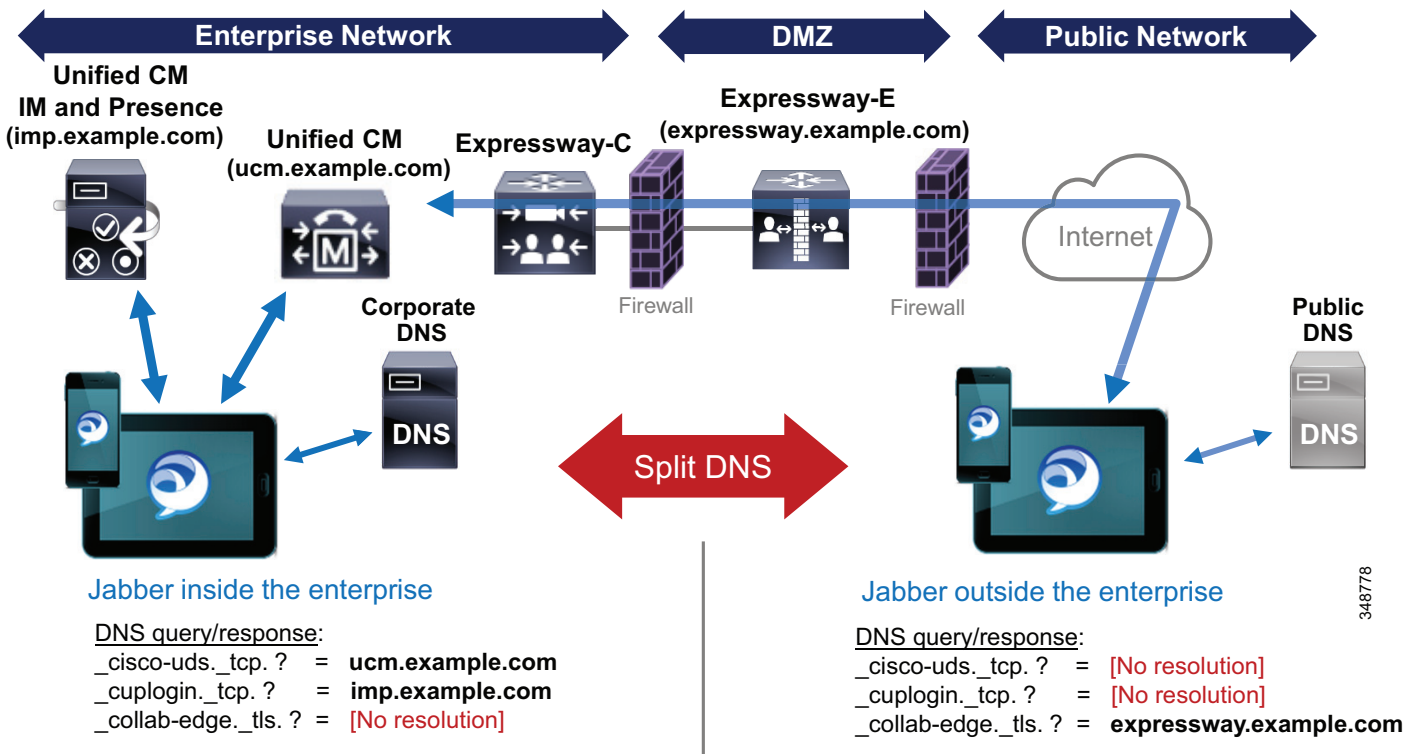 Enterprise Network
DMZ
Public Network
Unified CM
IM and Presence
(imp.example.com)
Unified CM
(ucm.example.com)
Expressway-C
Expressway-E
(expressway.example.com)
M
Internet
Firewall
Firewall
Corporate
DNS
DNS
Public
DNS
DNS
Split DNS
Jabber inside the enterprise
DNS query/response:
_cisco-uds._tcp. ? = ucm.example.com
_cuplogin._tcp. ? = imp.example.com
_collab-edge._tls. ? = [No resolution]
Jabber outside the enterprise
DNS query/response:
_cisco-uds._tcp. ? = [No resolution]
_cuplogin._tcp. ? = [No resolution]
_collab-edge._tls. ? = expressway.example.com
348778